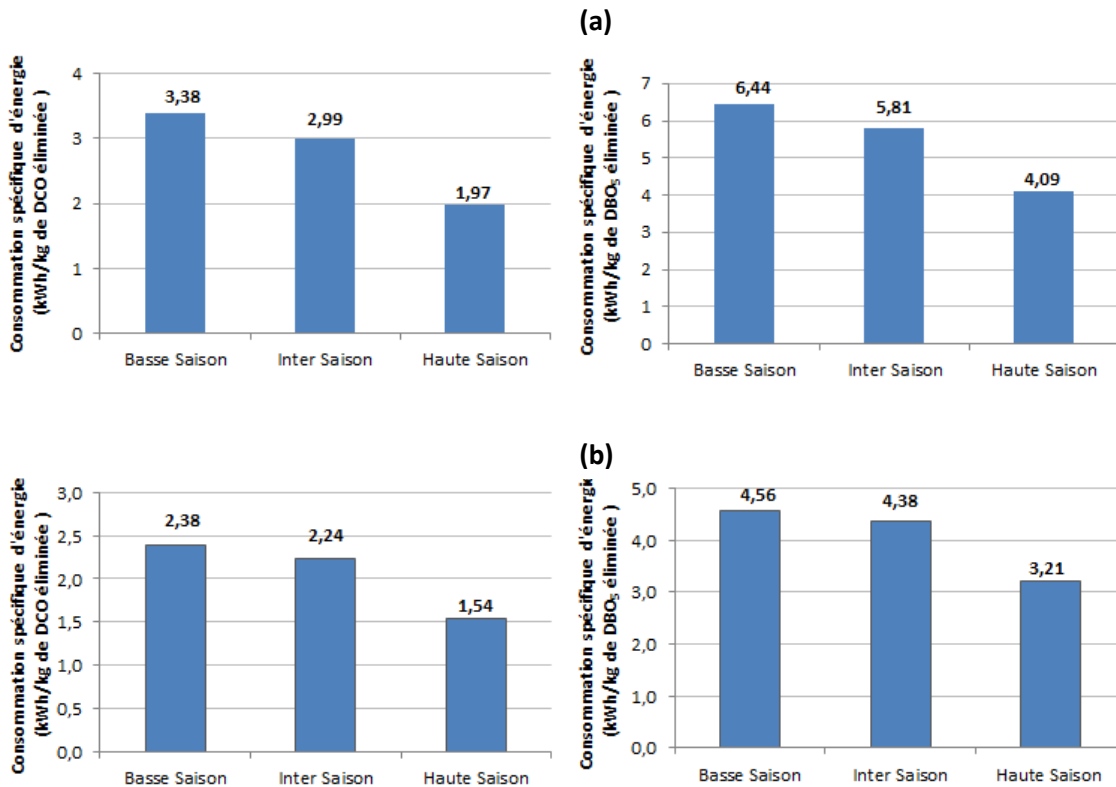 (a)
Consommation spécifique d'énergie
(kWh/kg de DCO éliminée )
4
3
2
1
0
3,38
2,99
1,97
Basse Saison
Inter Saison
Haute Saison
Consommation spécifique d'énergie
(kWh/kg de DBO₅ éliminée )
7
6
5
4
3
2
1
0
6,44
5,81
4,09
Basse Saison
Inter Saison
Haute Saison
(b)
Consommation spécifique d'énergie
(kWh/kg de DCO éliminée )
3,0
2,5
2,0
1,5
1,0
0,5
0,0
2,38
2,24
1,54
Basse Saison
Inter Saison
Haute Saison
Consommation spécifique d'énergie
(kWh/kg de DBO₅ éliminée )
5,0
4,0
3,0
2,0
1,0
0,0
4,56
4,38
3,21
Basse Saison
Inter Saison
Haute Saison